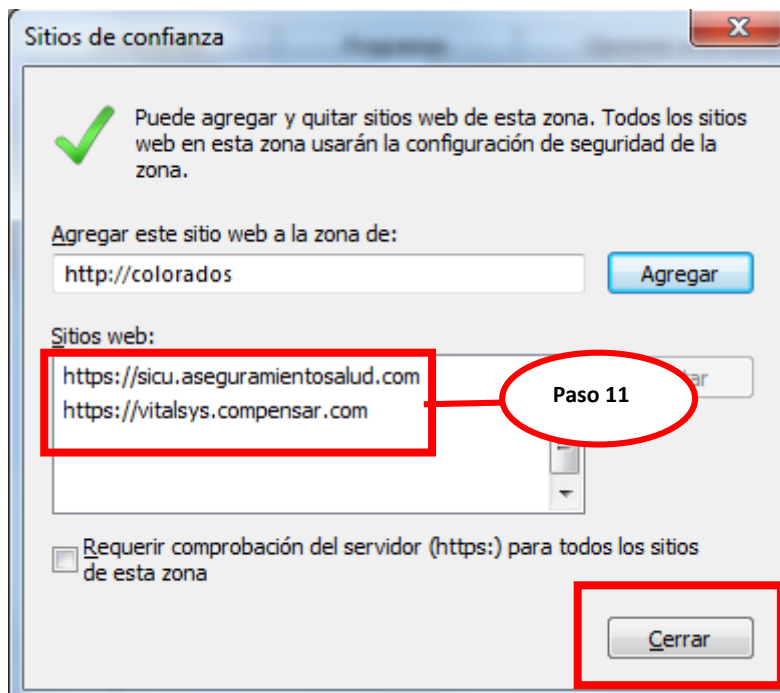 Sitios de confianza
Puede agregar y quitar sitios web de esta zona. Todos los sitios
web en esta zona usarán la configuración de seguridad de la
zona.
Agregar este sitio web a la zona de:
http://colorados
Agregar
Sitios web:
https://sicu.aseguramientosalud.com
https://vitalsys.compensar.com
Paso 11
Requerir comprobación del servidor (https:) para todos los sitios
de esta zona
Cerrar